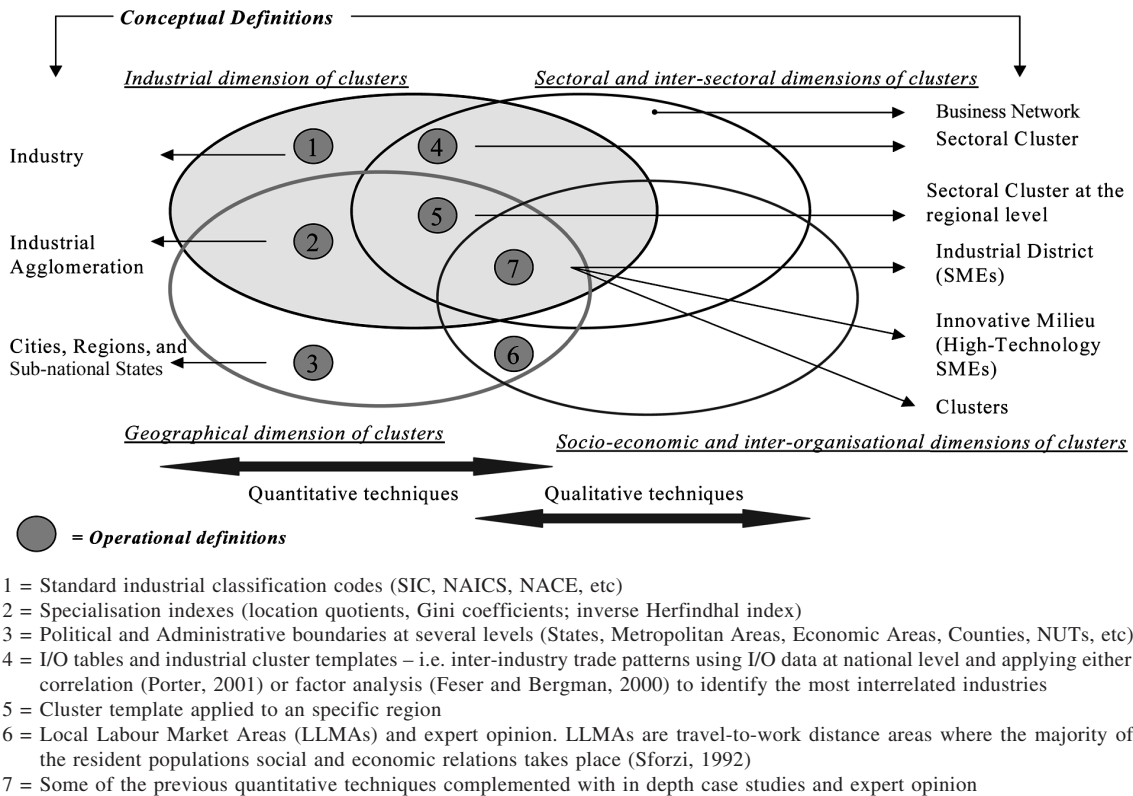 Conceptual Definitions
Industrial dimension of clusters
Sectoral and inter-sectoral dimensions of clusters
Business Network
Sectoral Cluster
Industry
1
4
Sectoral Cluster at the
regional level
5
Industrial
Agglomeration
2
7
Industrial District
(SMEs)
Innovative Milieu
(High-Technology
SMEs)
Cities, Regions, and
Sub-national States
3
6
Clusters
Geographical dimension of clusters
Socio-economic and inter-organisational dimensions of clusters
Quantitative techniques
Qualitative techniques
= Operational definitions
1 = Standard industrial classification codes (SIC, NAICS, NACE, etc)
2 = Specialisation indexes (location quotients, Gini coefficients; inverse Herfindhal index)
3 = Political and Administrative boundaries at several levels (States, Metropolitan Areas, Economic Areas, Counties, NUTs, etc)
4 = I/O tables and industrial cluster templates – i.e. inter-industry trade patterns using I/O data at national level and applying either
correlation (Porter, 2001) or factor analysis (Feser and Bergman, 2000) to identify the most interrelated industries
5 = Cluster template applied to an specific region
6 = Local Labour Market Areas (LLMAs) and expert opinion. LLMAs are travel-to-work distance areas where the majority of
the resident populations social and economic relations takes place (Sforzi, 1992)
7 = Some of the previous quantitative techniques complemented with in depth case studies and expert opinion